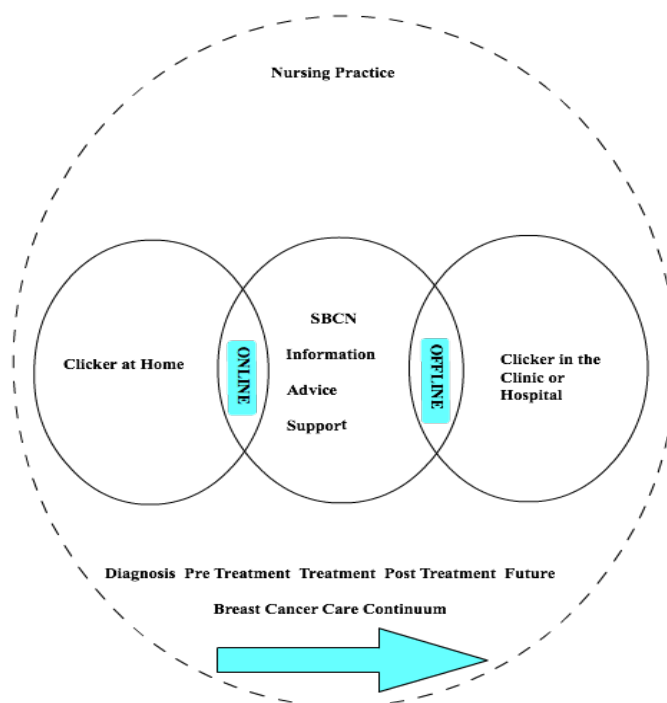 Nursing Practice
Clicker at Home
ONLINE
SBCN
Information
Advice
Support
OFFLINE
Clicker in the
Clinic or
Hospital
Diagnosis Pre Treatment Treatment Post Treatment Future
Breast Cancer Care Continuum